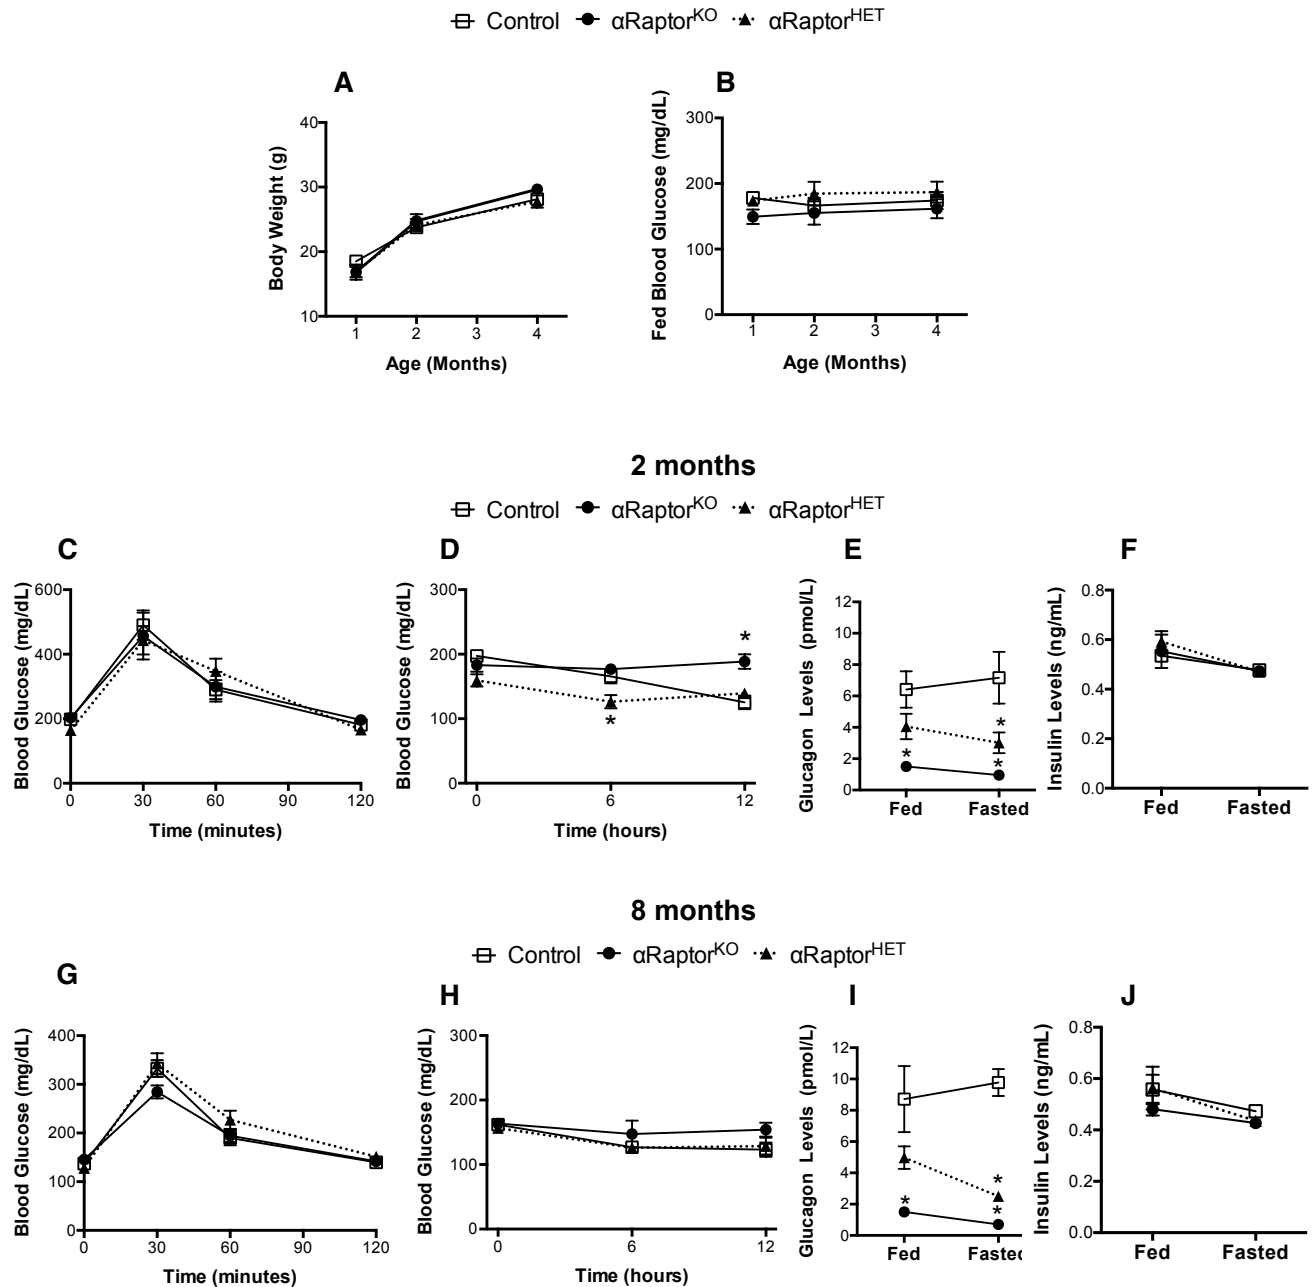 Control αRaptorKO αRaptorHET
A
Body Weight (g)
40
30
20
10
1 2 3 4
Age (Months)
B
Fed Blood Glucose (mg/dL)
300
200
100
0
1 2 3 4
Age (Months)
2 months
Control αRaptorKO αRaptorHET
C
Blood Glucose (mg/dL)
600
400
200
0
0 30 60 90 120
Time (minutes)
D
Blood Glucose (mg/dL)
300
200
100
0
*
*
0 6 12
Time (hours)
E
Glucagon Levels (pmol/L)
12
10
8
6
4
2
0
*
*
*
Fed Fasted
F
Insulin Levels (ng/mL)
0.8
0.6
0.4
0.2
0.0
Fed Fasted
8 months
Control αRaptorKO αRaptorHET
G
Blood Glucose (mg/dL)
400
300
200
100
0
0 30 60 90 120
Time (minutes)
H
Blood Glucose (mg/dL)
300
200
100
0
0 6 12
Time (hours)
I
Glucagon Levels (pmol/L)
12
10
8
6
4
2
0
*
*
*
Fed Fasted
J
Insulin Levels (ng/mL)
0.8
0.6
0.4
0.2
0.0
Fed Fasted